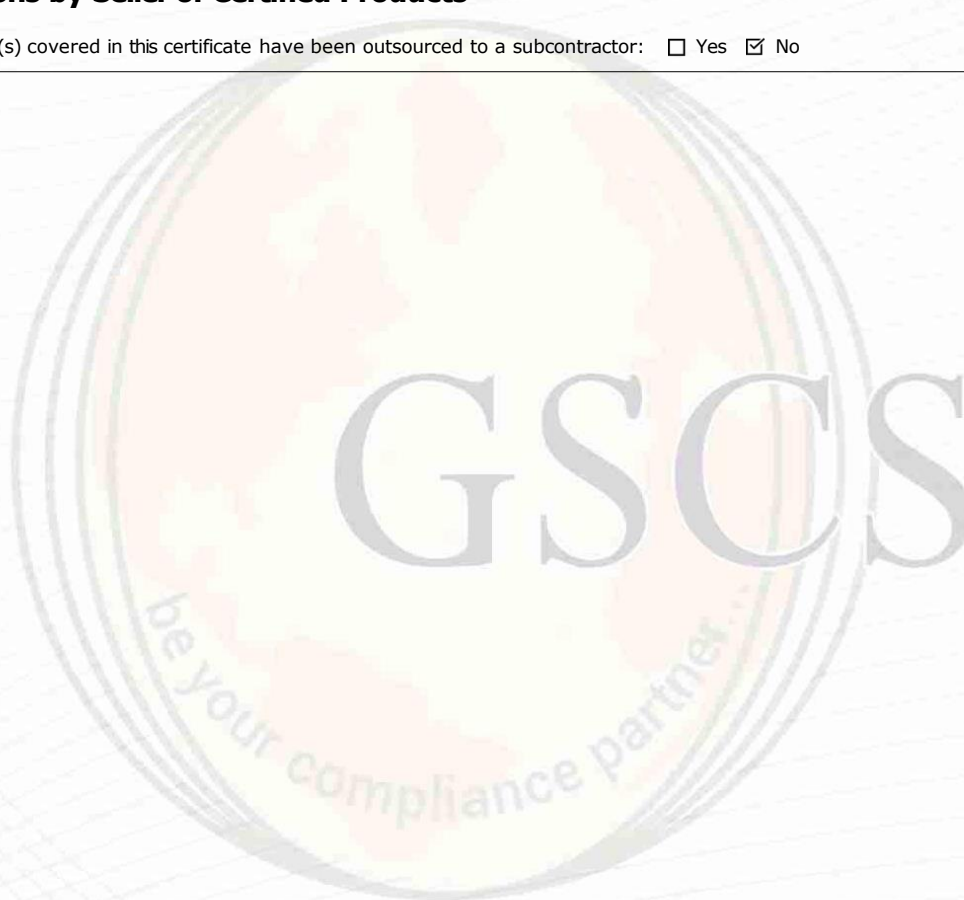 (s) covered in this certificate have been outsourced to a subcontractor: ☐ Yes ☑ No
GSCS
be your compliance partner...